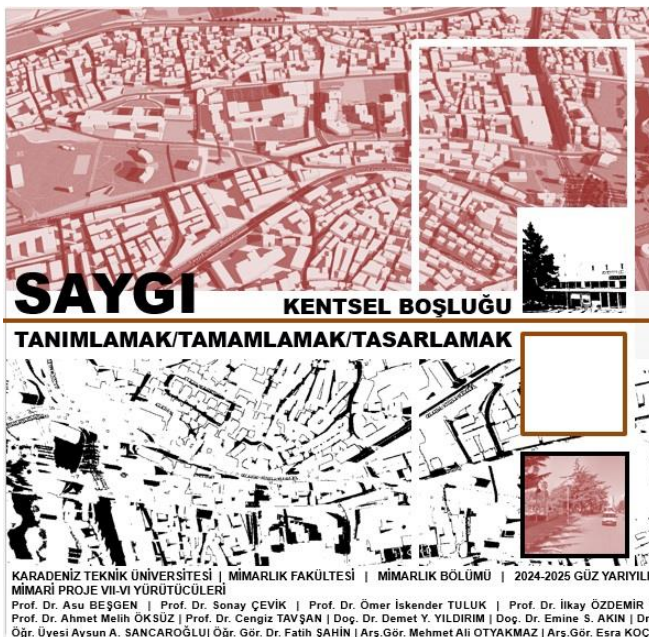 SAYGI
KENTSEL BOŞLUĞU
TANIMLAMAK/TAMAMLAMAK/TASARLAMAK
KARADENİZ TEKNİK ÜNİVERSİTESİ | MİMARLIK FAKÜLTESİ | MİMARLIK BÖLÜMÜ | 2024-2025 GÜZ YARIYILI
MİMARİ PROJE VII-VI YÜRÜTÜCÜLERİ
Prof. Dr. Asu BEŞGEN | Prof. Dr. Sonay ÇEVİK | Prof. Dr. Ömer İskender TULUK | Prof. Dr. İlkay ÖZDEMİR
Prof. Dr. Ahmet Melih ÖKSÜZ | Prof. Dr. Cengiz TAVŞAN | Doç. Dr. Demet Y. YILDIRIM | Doç. Dr. Emine S. AKIN | Dr.
Öğr. Üyesi Aysun A. SANCAROĞLU| Öğr. Gör. Dr. Fatih ŞAHİN | Arş.Gör. Mehmet Ali OTYAKMAZ | Arş.Gör. Esra KOÇ